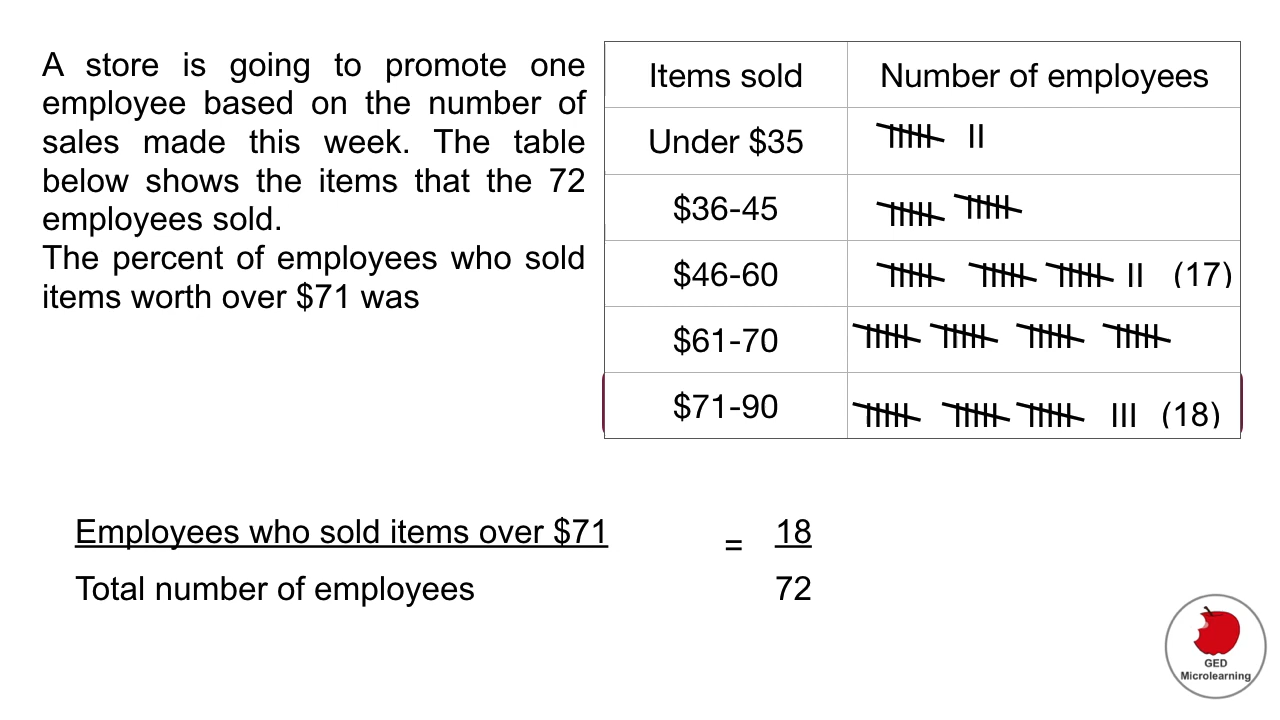 A store is going to promote one
employee based on the number of
sales made this week. The table
below shows the items that the 72
employees sold.
The percent of employees who sold
items worth over $71 was
Items sold Number of employees
Under $35
$36-45
$46-60 (17)
$61-70
$71-90 (18)
Employees who sold items over $71 = 18
Total number of employees 72
GED
Microlearning